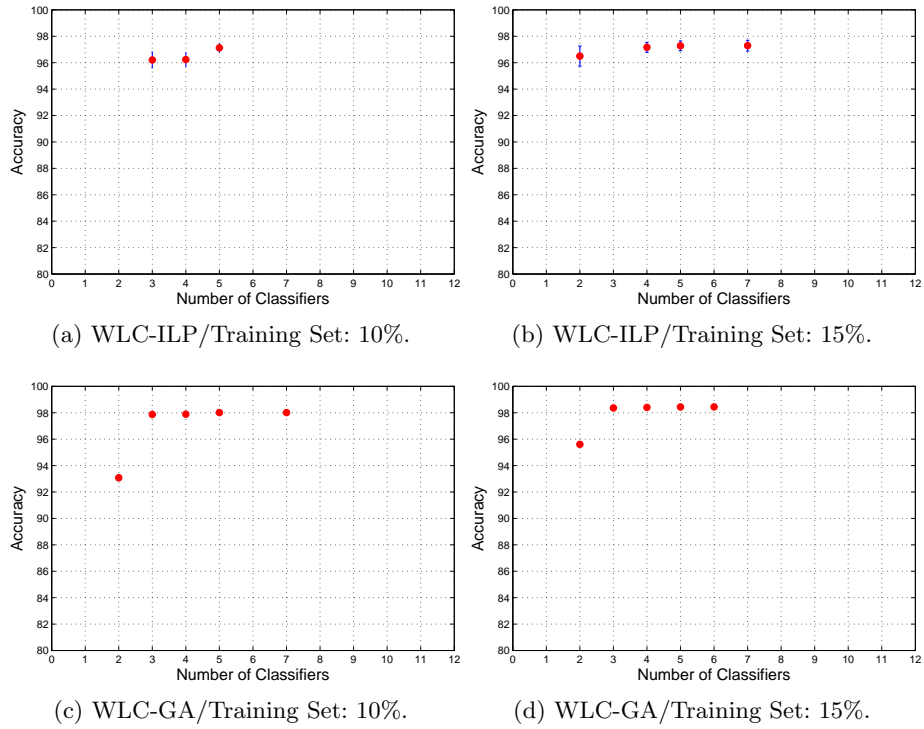 100
98
96
94
92
90
88
86
84
82
80
Accuracy
0 1 2 3 4 5 6 7 8 9 10 11 12
Number of Classifiers
(a) WLC-ILP/Training Set: 10%.
100
98
96
94
92
90
88
86
84
82
80
Accuracy
0 1 2 3 4 5 6 7 8 9 10 11 12
Number of Classifiers
(b) WLC-ILP/Training Set: 15%.
100
98
96
94
92
90
88
86
84
82
80
Accuracy
0 1 2 3 4 5 6 7 8 9 10 11 12
Number of Classifiers
(c) WLC-GA/Training Set: 10%.
100
98
96
94
92
90
88
86
84
82
80
Accuracy
0 1 2 3 4 5 6 7 8 9 10 11 12
Number of Classifiers
(d) WLC-GA/Training Set: 15%.